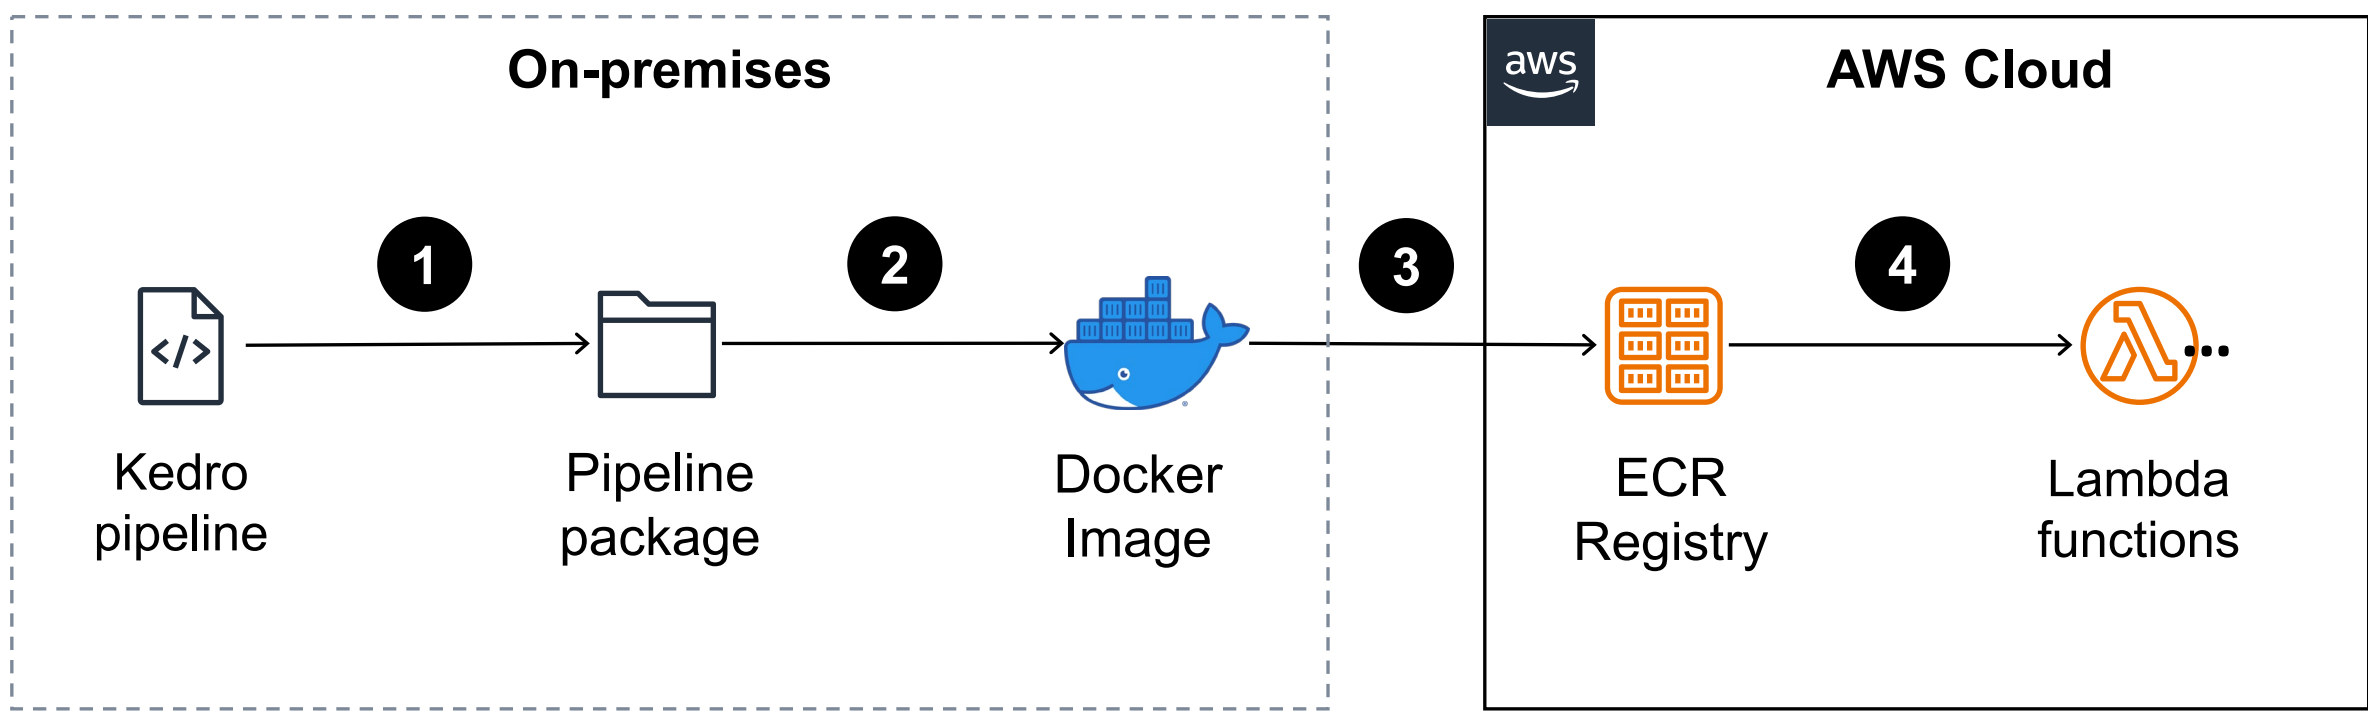 On-premises
aws
AWS Cloud
1
2
3
4
</>
Kedro
pipeline
Pipeline
package
Docker
Image
ECR
Registry
Lambda
functions
...